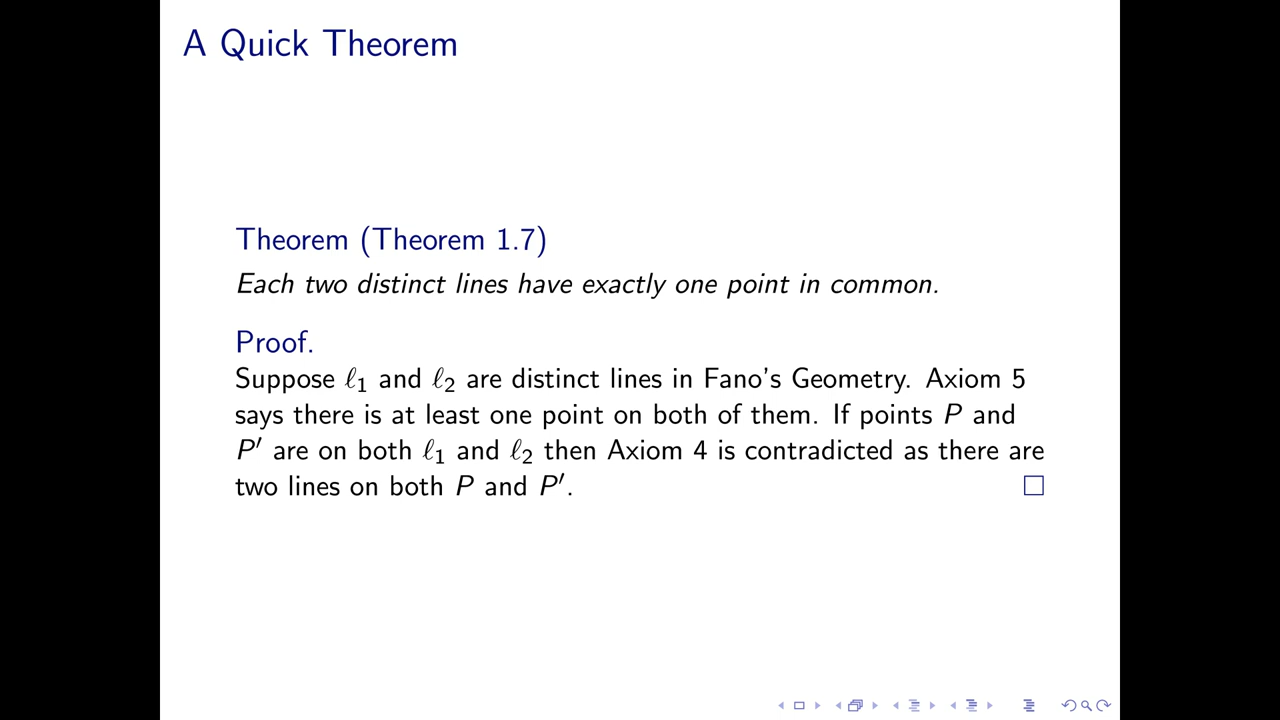 A Quick Theorem
Theorem (Theorem 1.7)
Each two distinct lines have exactly one point in common.
Proof.
Suppose ℓ₁ and ℓ₂ are distinct lines in Fano's Geometry. Axiom 5
says there is at least one point on both of them. If points P and
P′ are on both ℓ₁ and ℓ₂ then Axiom 4 is contradicted as there are
two lines on both P and P′. □